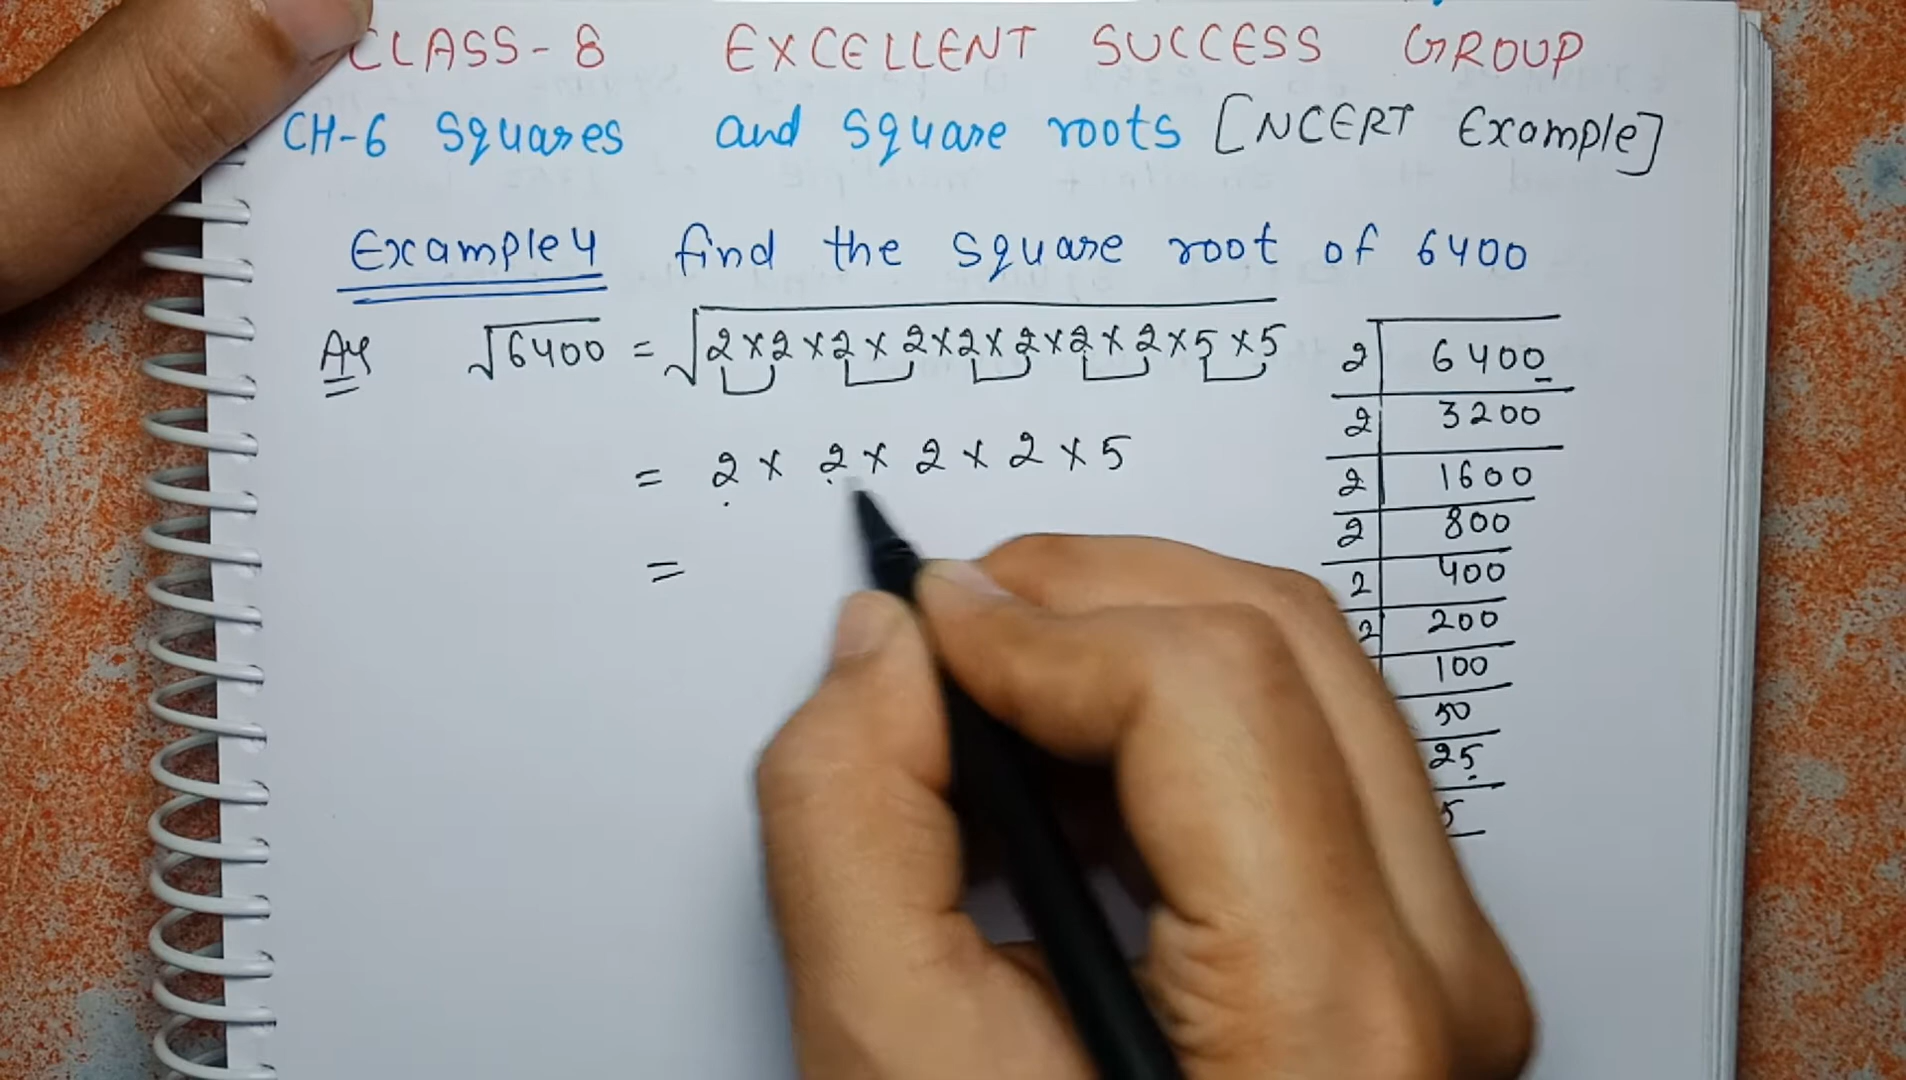 CLASS-8 EXCELLENT SUCCESS GROUP
CH-6 Squares and square roots [NCERT Example]
Example 4 find the square root of 6400
√6400 = √2×2×2×2×2×2×2×2×5×5
= 2 × 2 × 2 × 2 × 5
=
2 | 6400
2 | 3200
2 | 1600
2 | 800
2 | 400
2 | 200
100
50
25
5